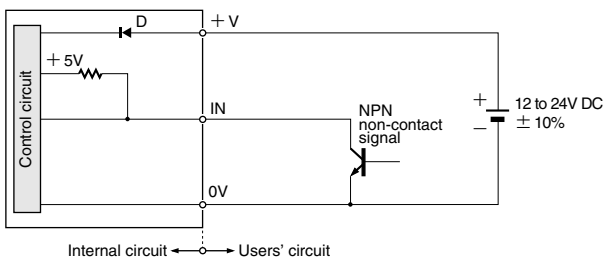 D
+ V
+ 5V
Control circuit
IN
NPN
non-contact
signal
+
−
12 to 24V DC
± 10%
0V
Internal circuit
Users' circuit